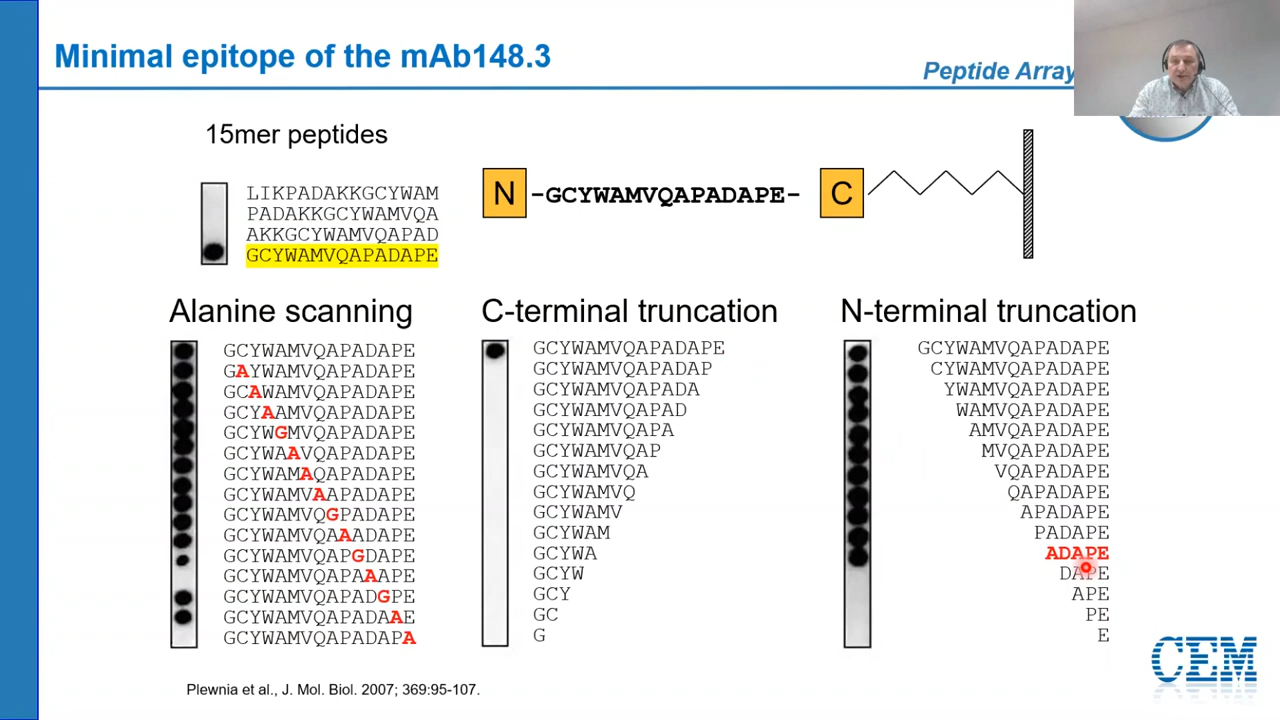 Minimal epitope of the mAb148.3
Peptide Array
15mer peptides
LIKPADAKKGCYWAM
PADAKKGCYWAMVQA
AKKGCYWAMVQAPAD
GCYWAMVQAPADAPE
N -GCYWAMVQAPADAPE- C
Alanine scanning
GCYWAMVQAPADAPE
GAYWAMVQAPADAPE
GCAWAMVQAPADAPE
GCYAAMVQAPADAPE
GCYWGMVQAPADAPE
GCYWAAVQAPADAPE
GCYWAMAQAPADAPE
GCYWAMVAAPADAPE
GCYWAMVQGPADAPE
GCYWAMVQAAADAPE
GCYWAMVQAPGDAPE
GCYWAMVQAPAAAPE
GCYWAMVQAPADGPE
GCYWAMVQAPADAAE
GCYWAMVQAPADAPA
C-terminal truncation
GCYWAMVQAPADAPE
GCYWAMVQAPADAP
GCYWAMVQAPADA
GCYWAMVQAPAD
GCYWAMVQAPA
GCYWAMVQAP
GCYWAMVQA
GCYWAMVQ
GCYWAMV
GCYWAM
GCYWA
GCYW
GCY
GC
G
N-terminal truncation
GCYWAMVQAPADAPE
CYWAMVQAPADAPE
YWAMVQAPADAPE
WAMVQAPADAPE
AMVQAPADAPE
MVQAPADAPE
VQAPADAPE
QAPADAPE
APADAPE
PADAPE
ADAPE
DAPE
APE
PE
E
Plewnia et al., J. Mol. Biol. 2007; 369:95-107.
CEM